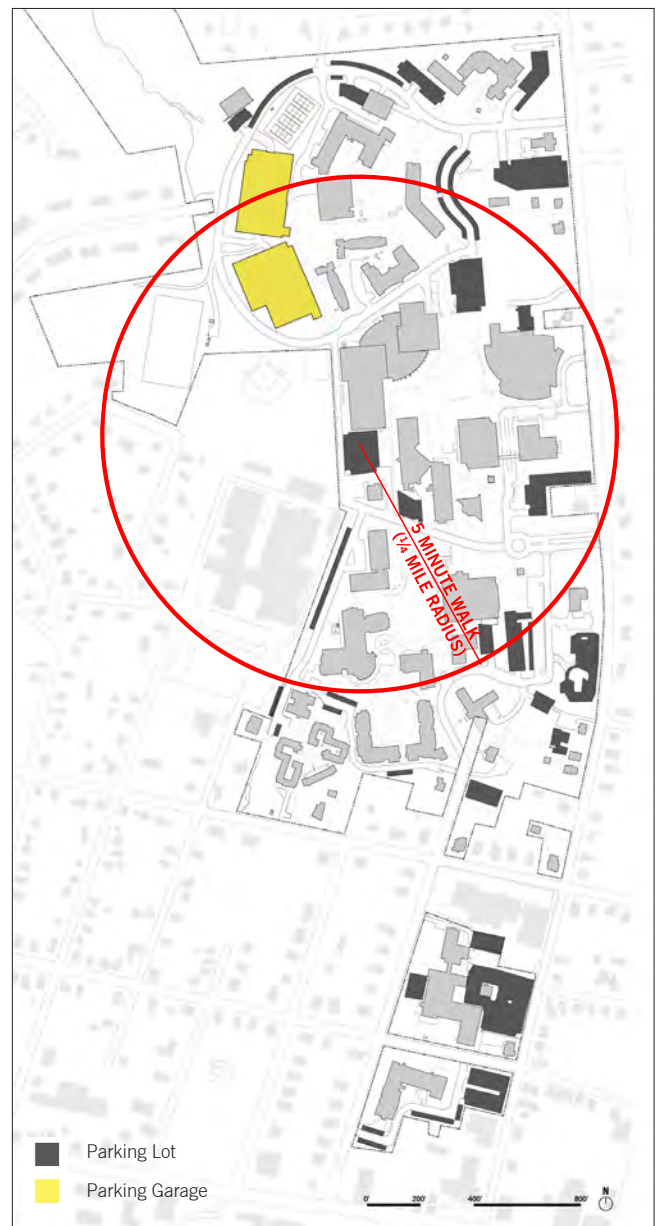 5 MINUTE WALK
(¼ MILE RADIUS)
Parking Lot
Parking Garage
0' 200' 400' 800'
N